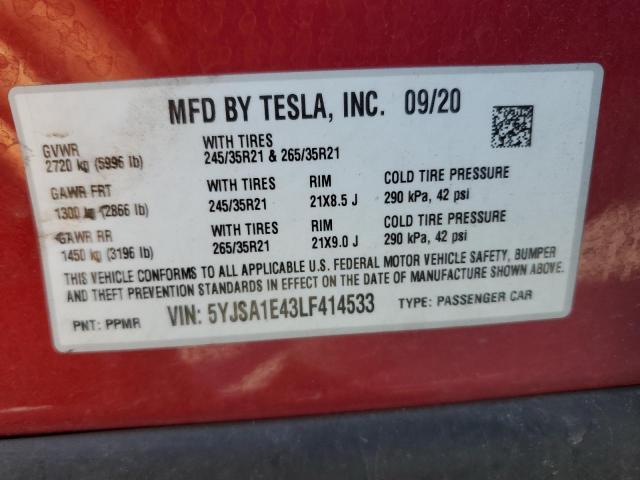 MFD BY TESLA, INC. 09/20
GVWR
2720 kg (5996 lb)
WITH TIRES
245/35R21 & 265/35R21
GAWR FRT
1300 kg (2866 lb)
WITH TIRES
245/35R21
RIM
21X8.5 J
COLD TIRE PRESSURE
290 kPa, 42 psi
GAWR RR
1450 kg (3196 lb)
WITH TIRES
265/35R21
RIM
21X9.0 J
COLD TIRE PRESSURE
290 kPa, 42 psi
THIS VEHICLE CONFORMS TO ALL APPLICABLE U.S. FEDERAL MOTOR VEHICLE SAFETY, BUMPER
AND THEFT PREVENTION STANDARDS IN EFFECT ON THE DATE OF MANUFACTURE SHOWN ABOVE.
PNT: PPMR VIN: 5YJSA1E43LF414533 TYPE: PASSENGER CAR